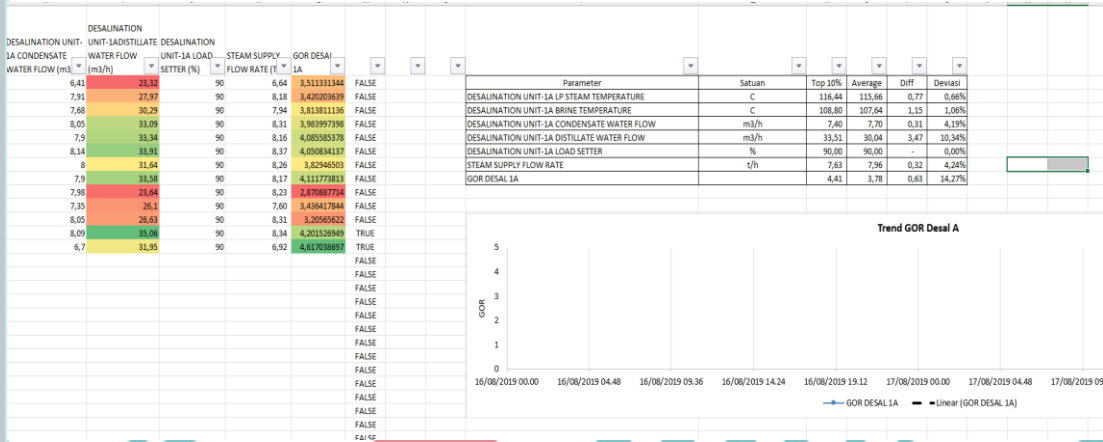 DESALINATION UNIT-1A CONDENSATE WATER FLOW (m3 DESALINATION UNIT-1ADISTILLATE WATER FLOW (m3/h) DESALINATION UNIT-1A LOAD SETTER (%) STEAM SUPPLY FLOW RATE (T GOR DESAL 1A
6,41 23,32 90 6,64 3,511331344 FALSE
7,91 27,97 90 8,18 3,420203639 FALSE
7,68 30,29 90 7,94 3,813811136 FALSE
8,05 33,09 90 8,31 3,983997398 FALSE
7,9 33,34 90 8,16 4,085585378 FALSE
8,14 33,91 90 8,37 4,050834137 FALSE
8 31,64 90 8,26 3,82946503 FALSE
7,9 33,58 90 8,17 4,111773813 FALSE
7,98 23,64 90 8,23 2,870887714 FALSE
7,35 26,1 90 7,60 3,436417844 FALSE
8,05 26,63 90 8,31 3,20565622 FALSE
8,09 35,06 90 8,34 4,201526949 TRUE
6,7 31,95 90 6,92 4,617038697 TRUE
FALSE
FALSE
FALSE
FALSE
FALSE
FALSE
FALSE
FALSE
FALSE
FALSE
FALSE
FALSE
FALSE
FALSE
Parameter Satuan Top 10% Average Diff Deviasi
DESALINATION UNIT-1A LP STEAM TEMPERATURE C 116,44 115,66 0,77 0,66%
DESALINATION UNIT-1A BRINE TEMPERATURE C 108,80 107,64 1,15 1,06%
DESALINATION UNIT-1A CONDENSATE WATER FLOW m3/h 7,40 7,70 0,31 4,19%
DESALINATION UNIT-1A DISTILLATE WATER FLOW m3/h 33,51 30,04 3,47 10,34%
DESALINATION UNIT-1A LOAD SETTER % 90,00 90,00 - 0,00%
STEAM SUPPLY FLOW RATE t/h 7,63 7,96 0,32 4,24%
GOR DESAL 1A 4,41 3,78 0,63 14,27%
Trend GOR Desal A
5
4
3
2
1
0
GOR
16/08/2019 00.00 16/08/2019 04.48 16/08/2019 09.36 16/08/2019 14.24 16/08/2019 19.12 17/08/2019 00.00 17/08/2019 04.48 17/08/2019 09
GOR DESAL 1A Linear (GOR DESAL 1A)